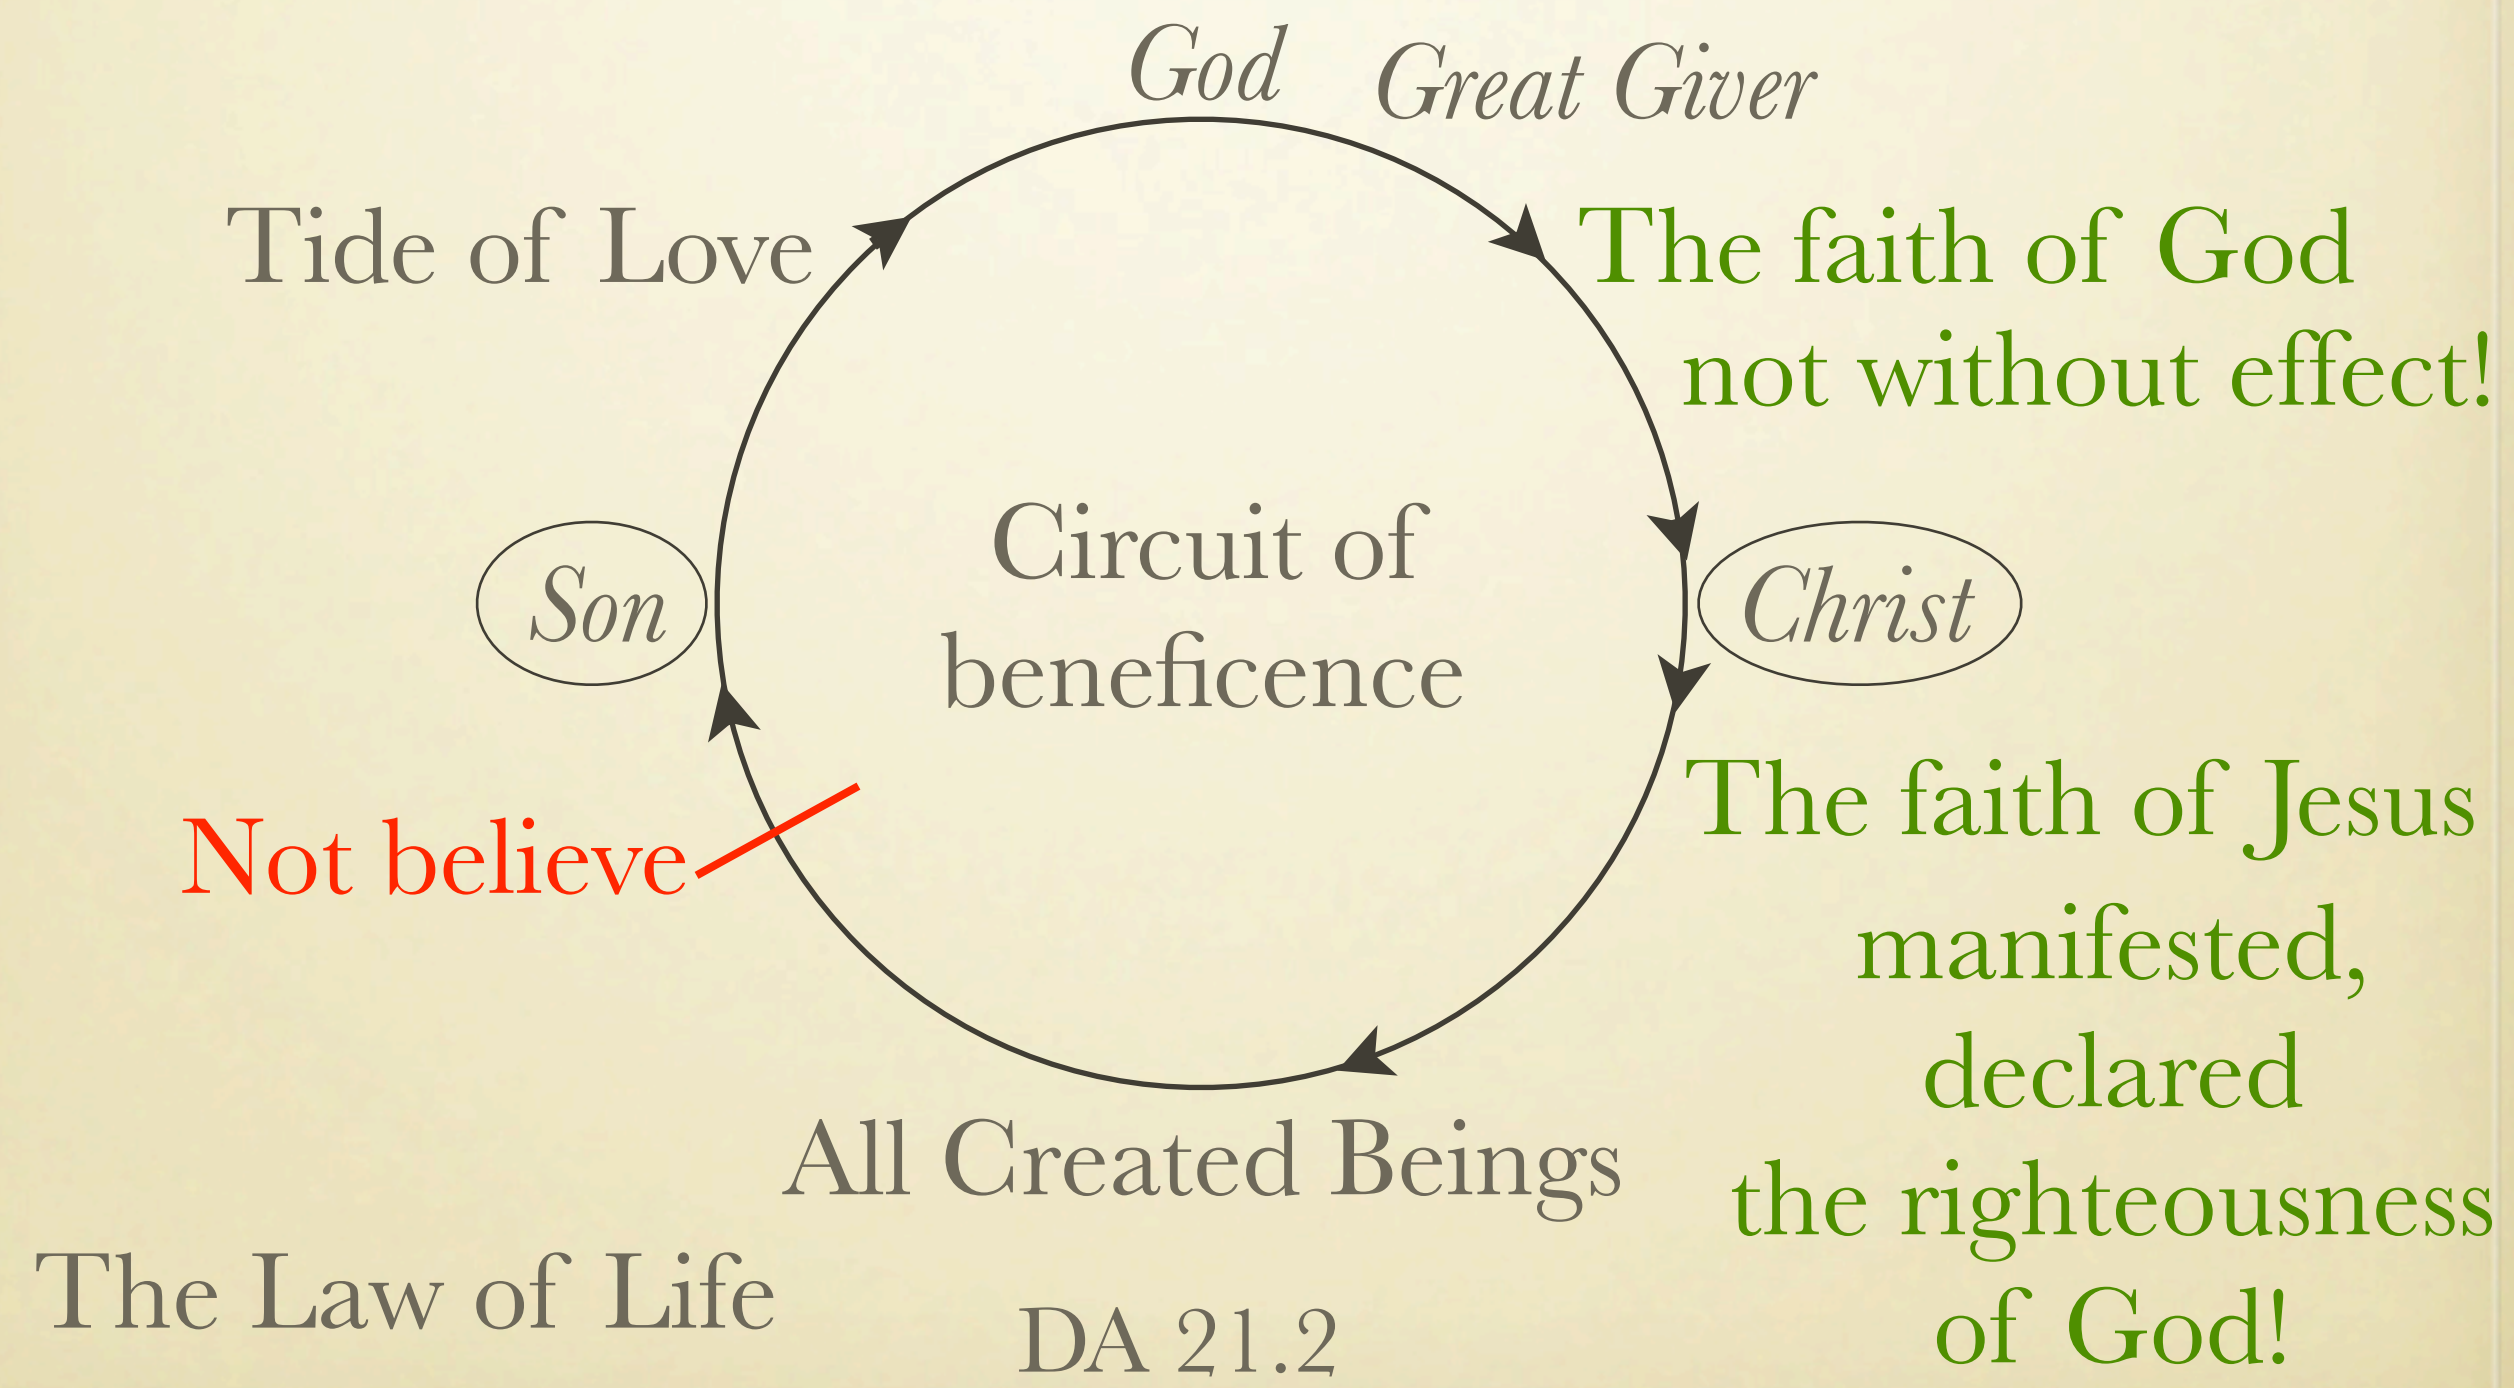 God
Great Giver
Tide of Love
The faith of God
not without effect!
Circuit of
beneficence
Son
Christ
Not believe
The faith of Jesus
manifested,
declared
the righteousness
of God!
All Created Beings
The Law of Life
DA 21.2